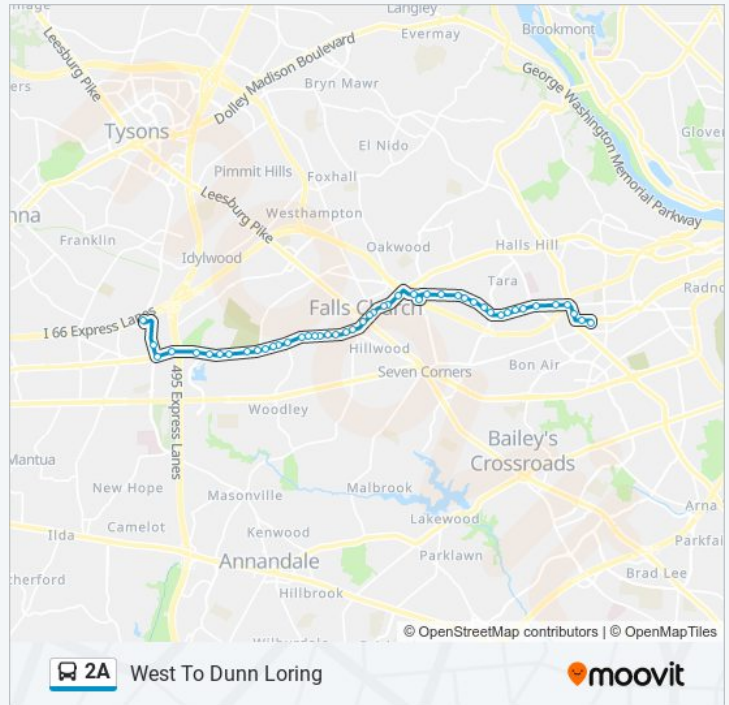 Langley
Leesburg Pike
Dolley Madison Boulevard
Evermay
Brookmont
ers
Bryn Mawr
George Washington Memorial Parkway
Tysons
Glover
El Nido
Pimmit Hills
Foxhall
nna
Leesburg Pike
Westhampton
Franklin
Oakwood
Halls Hill
Idylwood
Tara
Radno
I 66 Express Lanes
Falls Church
Hillwood
Bon Air
Seven Corners
495 Express Lanes
Woodley
Bailey's
Crossroads
Mantua
New Hope
Masonville
Malbrook
Arna
Camelot
Lakewood
Ilda
Kenwood
Parkfai
Annandale
Parklawn
Brad Lee
therford
Hillbrook
© OpenStreetMap contributors | © OpenMapTiles
2A West To Dunn Loring
moovit